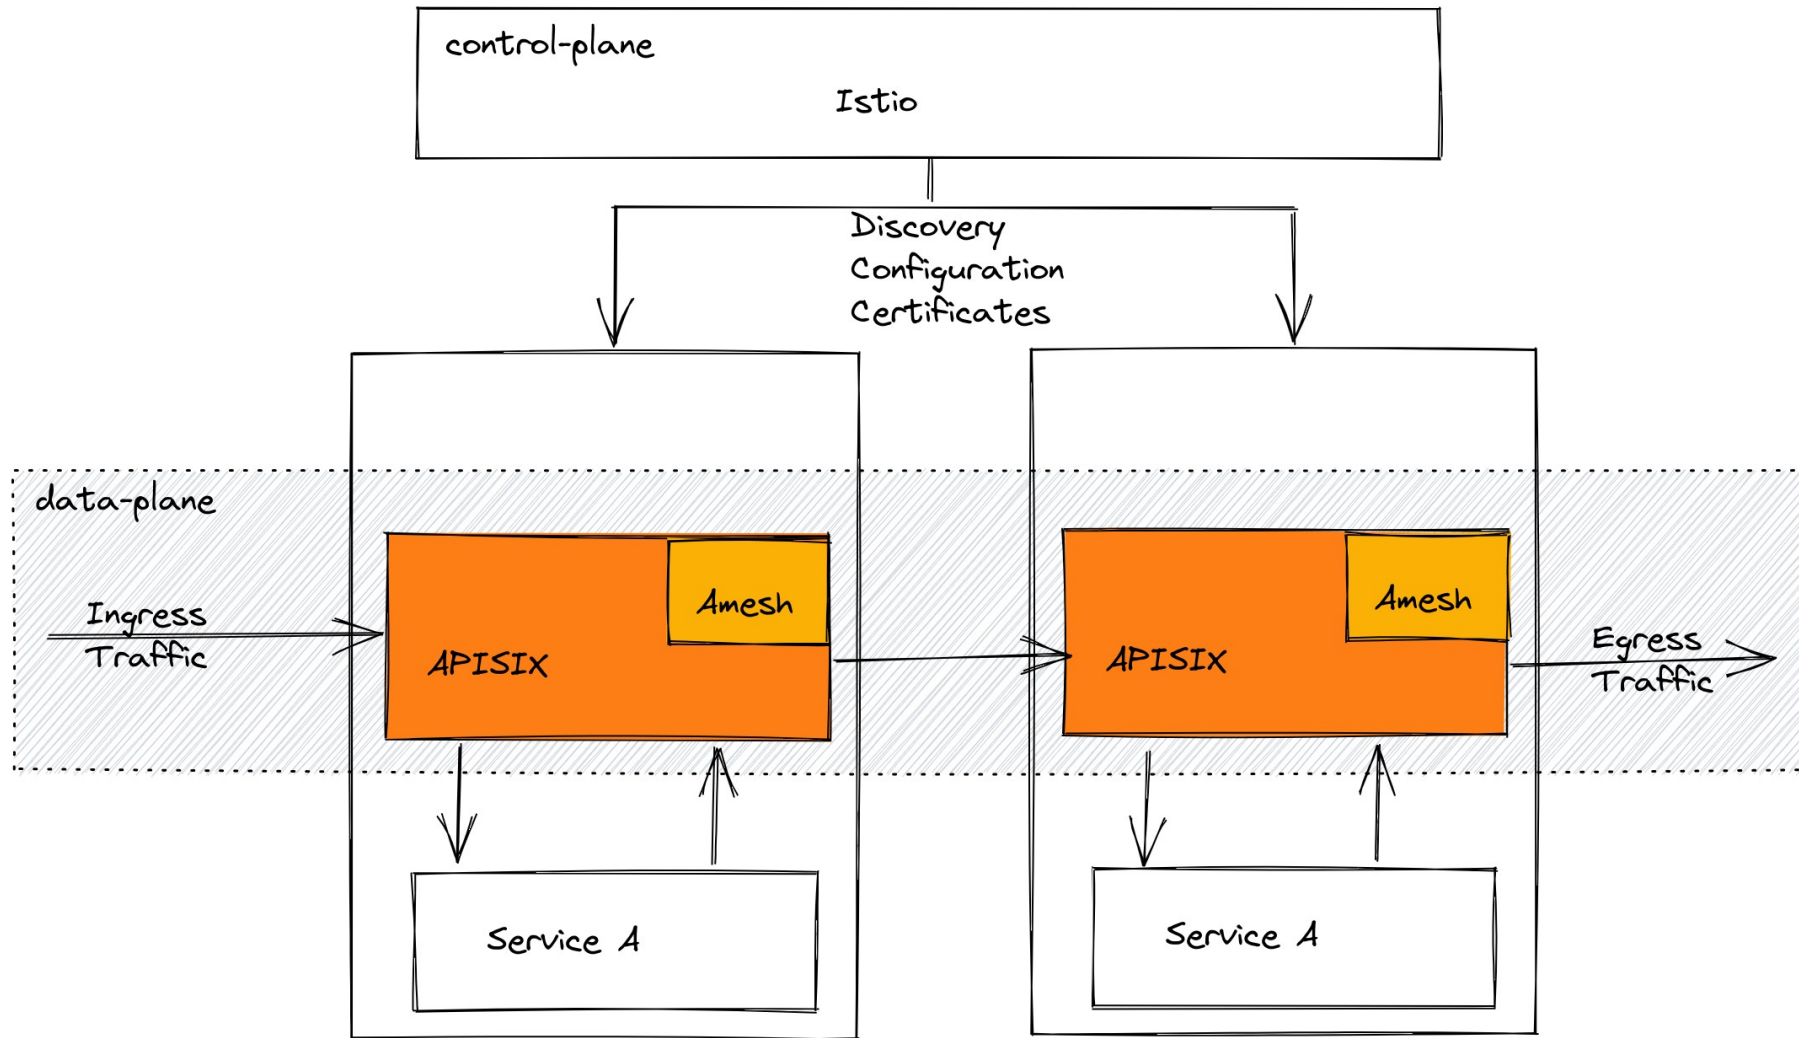 control-plane
Istio
Discovery
Configuration
Certificates
data-plane
Ingress
Traffic
Amesh
APISIX
Amesh
APISIX
Egress
Traffic
Service A
Service A